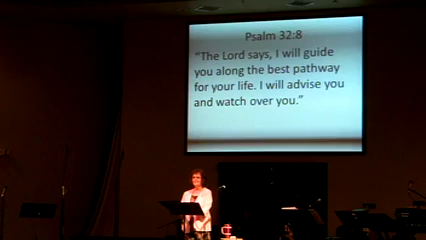 Psalm 32:8
“The Lord says, I will guide
you along the best pathway
for your life. I will advise you
and watch over you.”